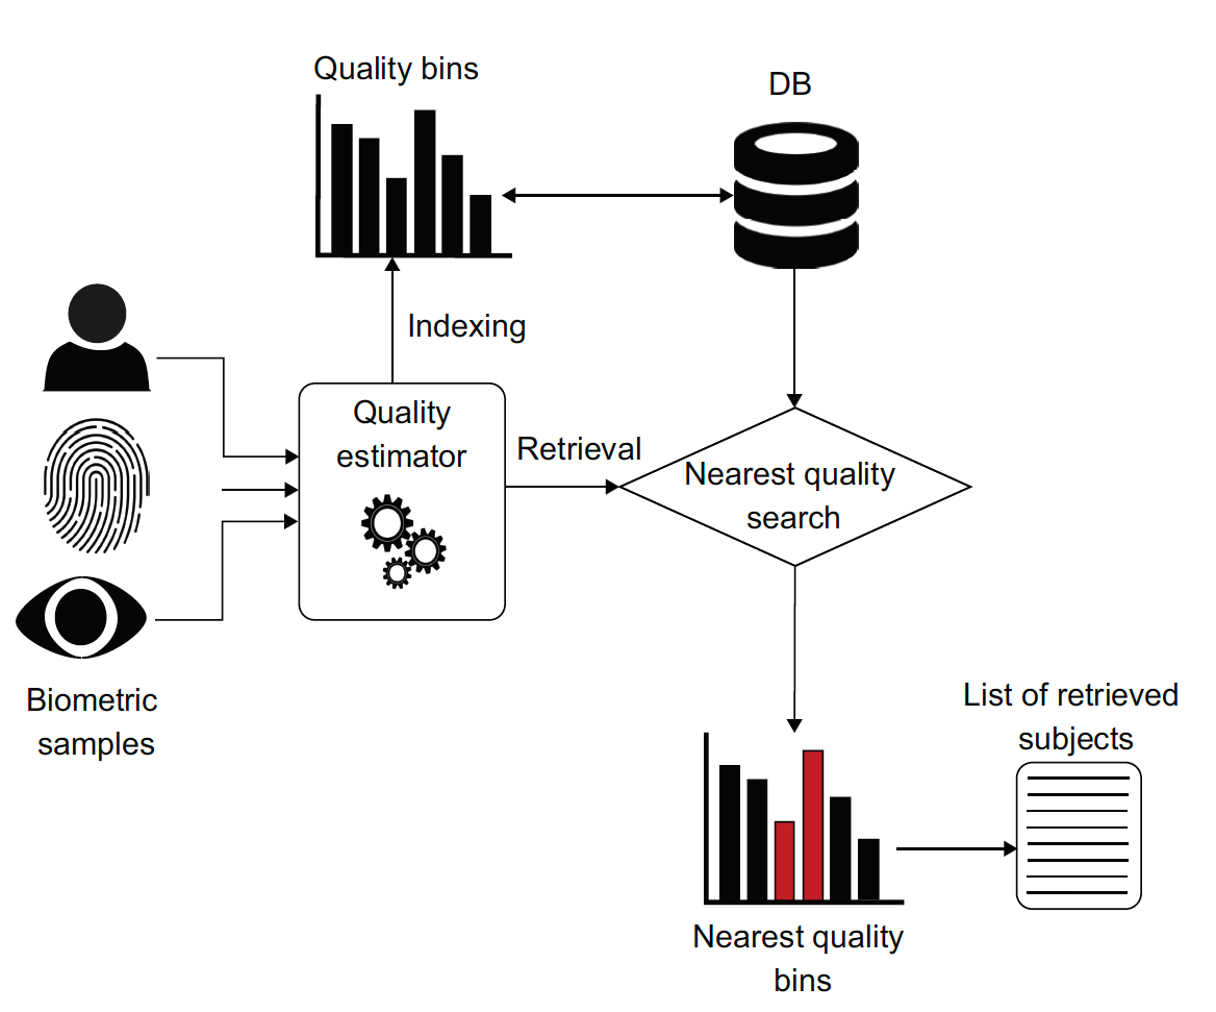 Quality bins
DB
Indexing
Quality
estimator
Retrieval
Nearest quality
search
Biometric
samples
List of retrieved
subjects
Nearest quality
bins